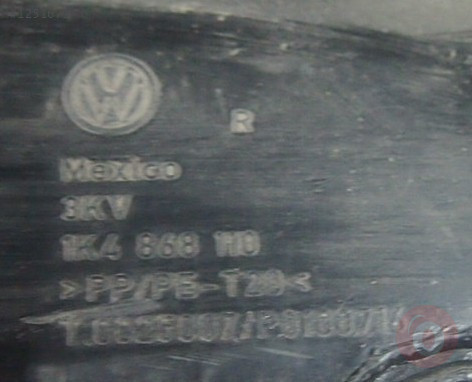 R
Mexico
3KV
1K4 868 110
>PP/PE-T20<